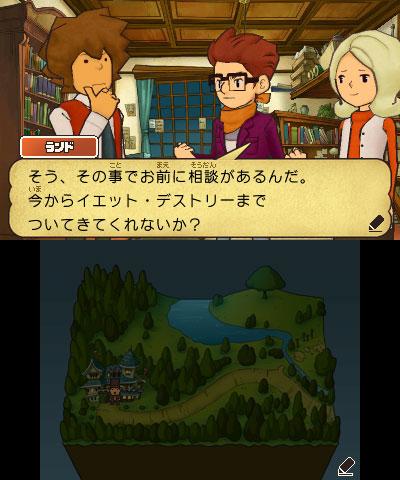 ランド
そう、その事でお前に相談があるんだ。
今からイエット・デストリーまで
ついてきてくれないか？